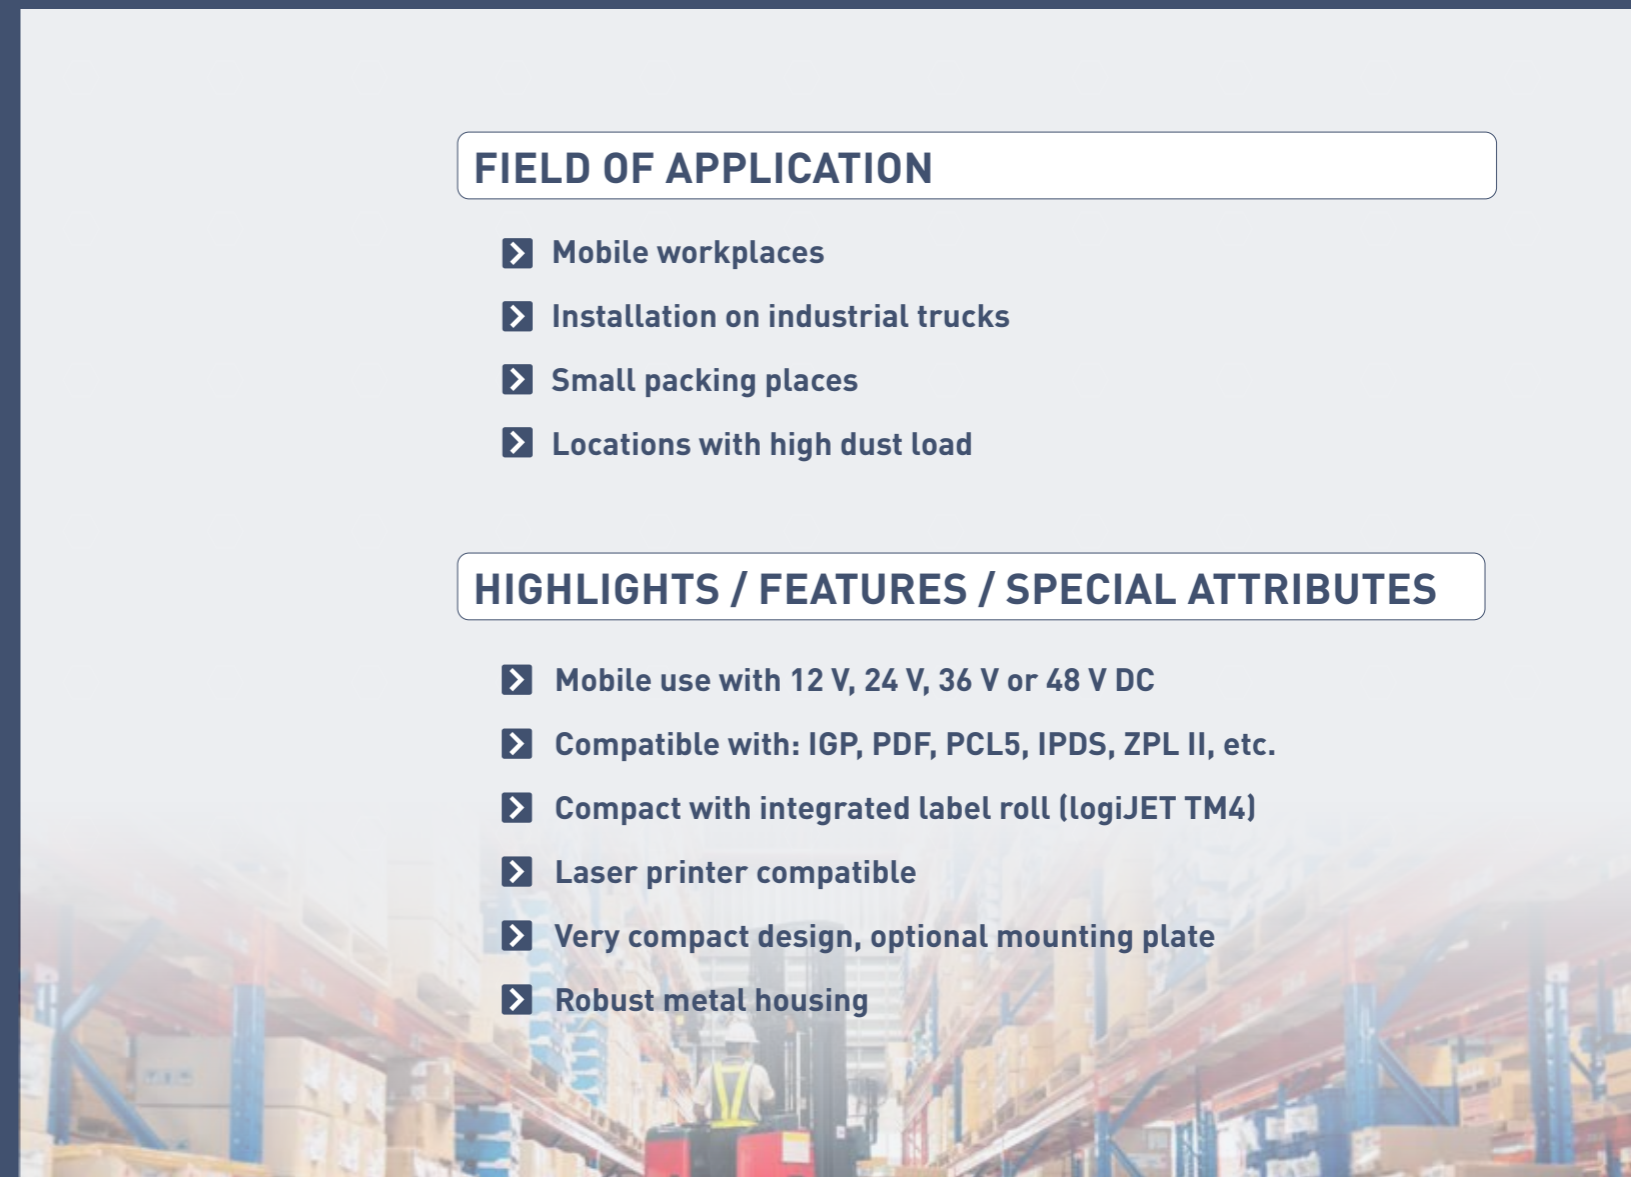 FIELD OF APPLICATION
Mobile workplaces
Installation on industrial trucks
Small packing places
Locations with high dust load
HIGHLIGHTS / FEATURES / SPECIAL ATTRIBUTES
Mobile use with 12 V, 24 V, 36 V or 48 V DC
Compatible with: IGP, PDF, PCL5, IPDS, ZPL II, etc.
Compact with integrated label roll (logiJET TM4)
Laser printer compatible
Very compact design, optional mounting plate
Robust metal housing